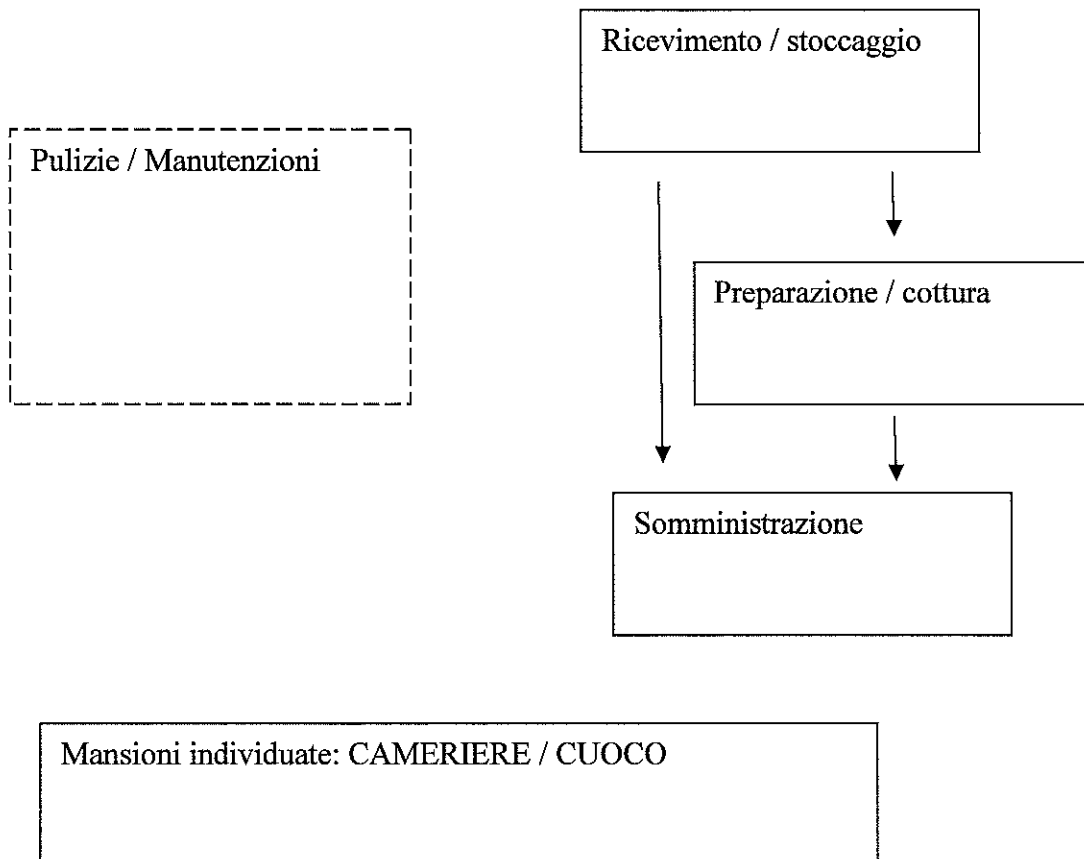 Ricevimento / stoccaggio
Pulizie / Manutenzioni
Preparazione / cottura
Somministrazione
Mansioni individuate: CAMERIERE / CUOCO